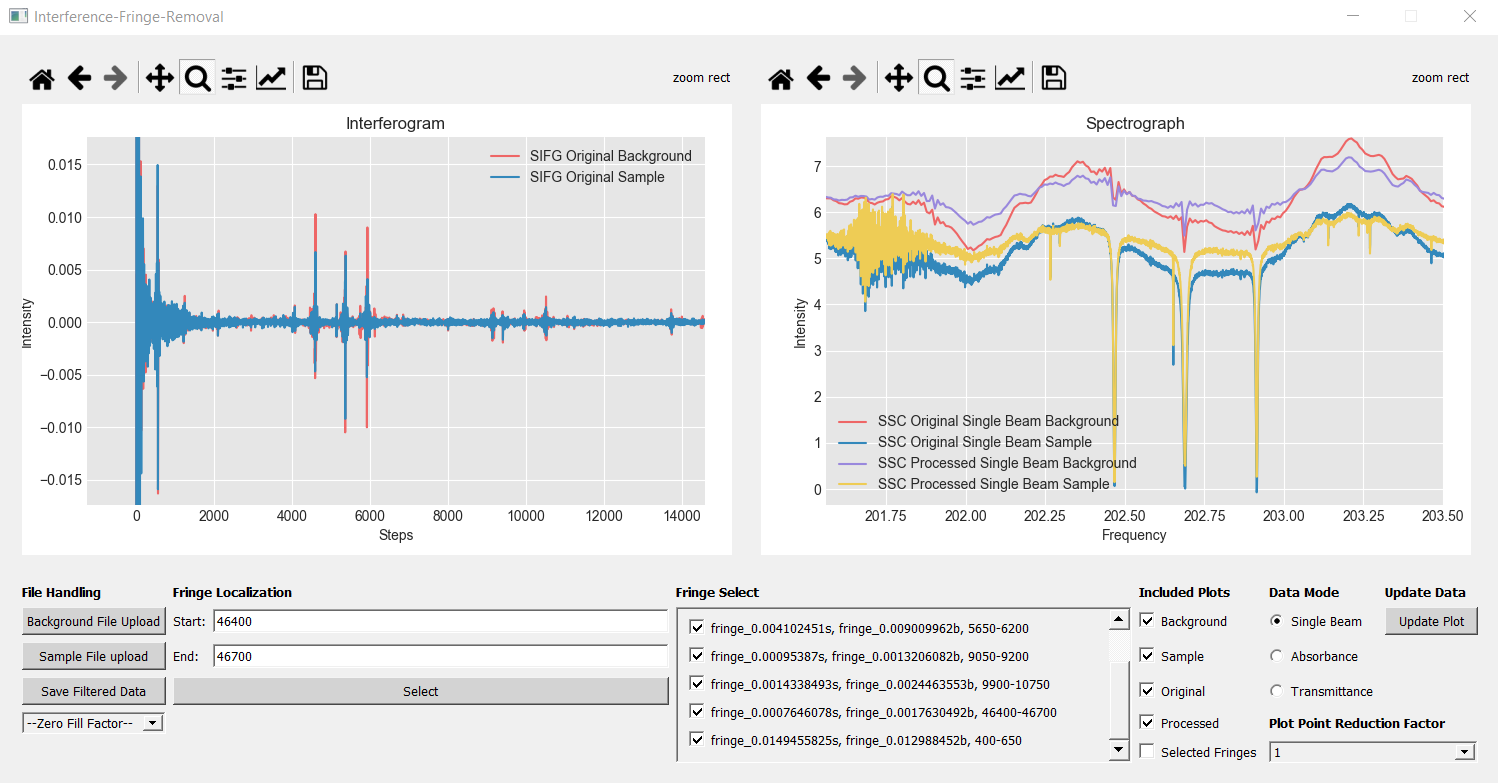 Interference-Fringe-Removal
zoom rect
zoom rect
Interferogram
SIFG Original Background
SIFG Original Sample
0.015
0.010
0.005
0.000
−0.005
−0.010
−0.015
Intensity
0 2000 4000 6000 8000 10000 12000 14000
Steps
Spectrograph
7
6
5
4
3
2
1
0
Intensity
SSC Original Single Beam Background
SSC Original Single Beam Sample
SSC Processed Single Beam Background
SSC Processed Single Beam Sample
201.75 202.00 202.25 202.50 202.75 203.00 203.25 203.50
Frequency
File Handling
Background File Upload
Sample File upload
Save Filtered Data
--Zero Fill Factor--
Fringe Localization
Start: 46400
End: 46700
Select
Fringe Select
fringe_0.004102451s, fringe_0.009009962b, 5650-6200
fringe_0.00095387s, fringe_0.0013206082b, 9050-9200
fringe_0.0014338493s, fringe_0.0024463553b, 9900-10750
fringe_0.0007646078s, fringe_0.0017630492b, 46400-46700
fringe_0.0149455825s, fringe_0.012988452b, 400-650
Included Plots
Background
Sample
Original
Processed
Selected Fringes
Data Mode
Single Beam
Absorbance
Transmittance
Plot Point Reduction Factor
1
Update Data
Update Plot